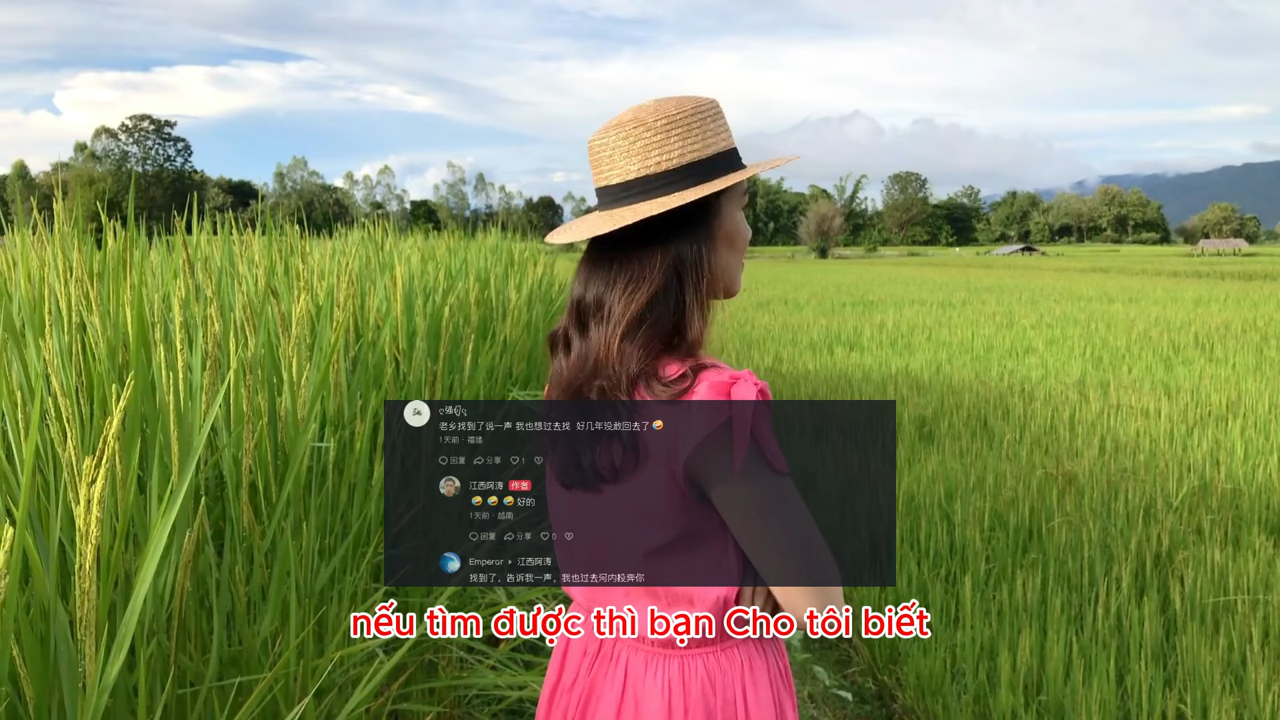 老乡找到了说一声 我也想过去找 好几年没敢回去了🤣
1天前 · 福建
回复 分享 1
江西阿涛 作者
🤣🤣🤣好的
1天前 · 越南
回复 分享 0
Emperor ▸ 江西阿涛
找到了，告诉我一声，我也过去河内投奔你
nếu tìm được thì bạn Cho tôi biết